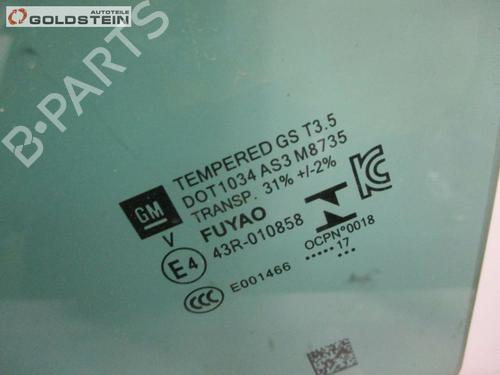 AUTOTEILE
GOLDSTEIN
B-PARTS
TEMPERED GS T3.5
DOT1034 AS3 M8735
TRANSP. 31% +/-2%
GM
V
FUYAO
E4
43R-010858
OCPN°0018
..... 17 ...
CCC
E001466